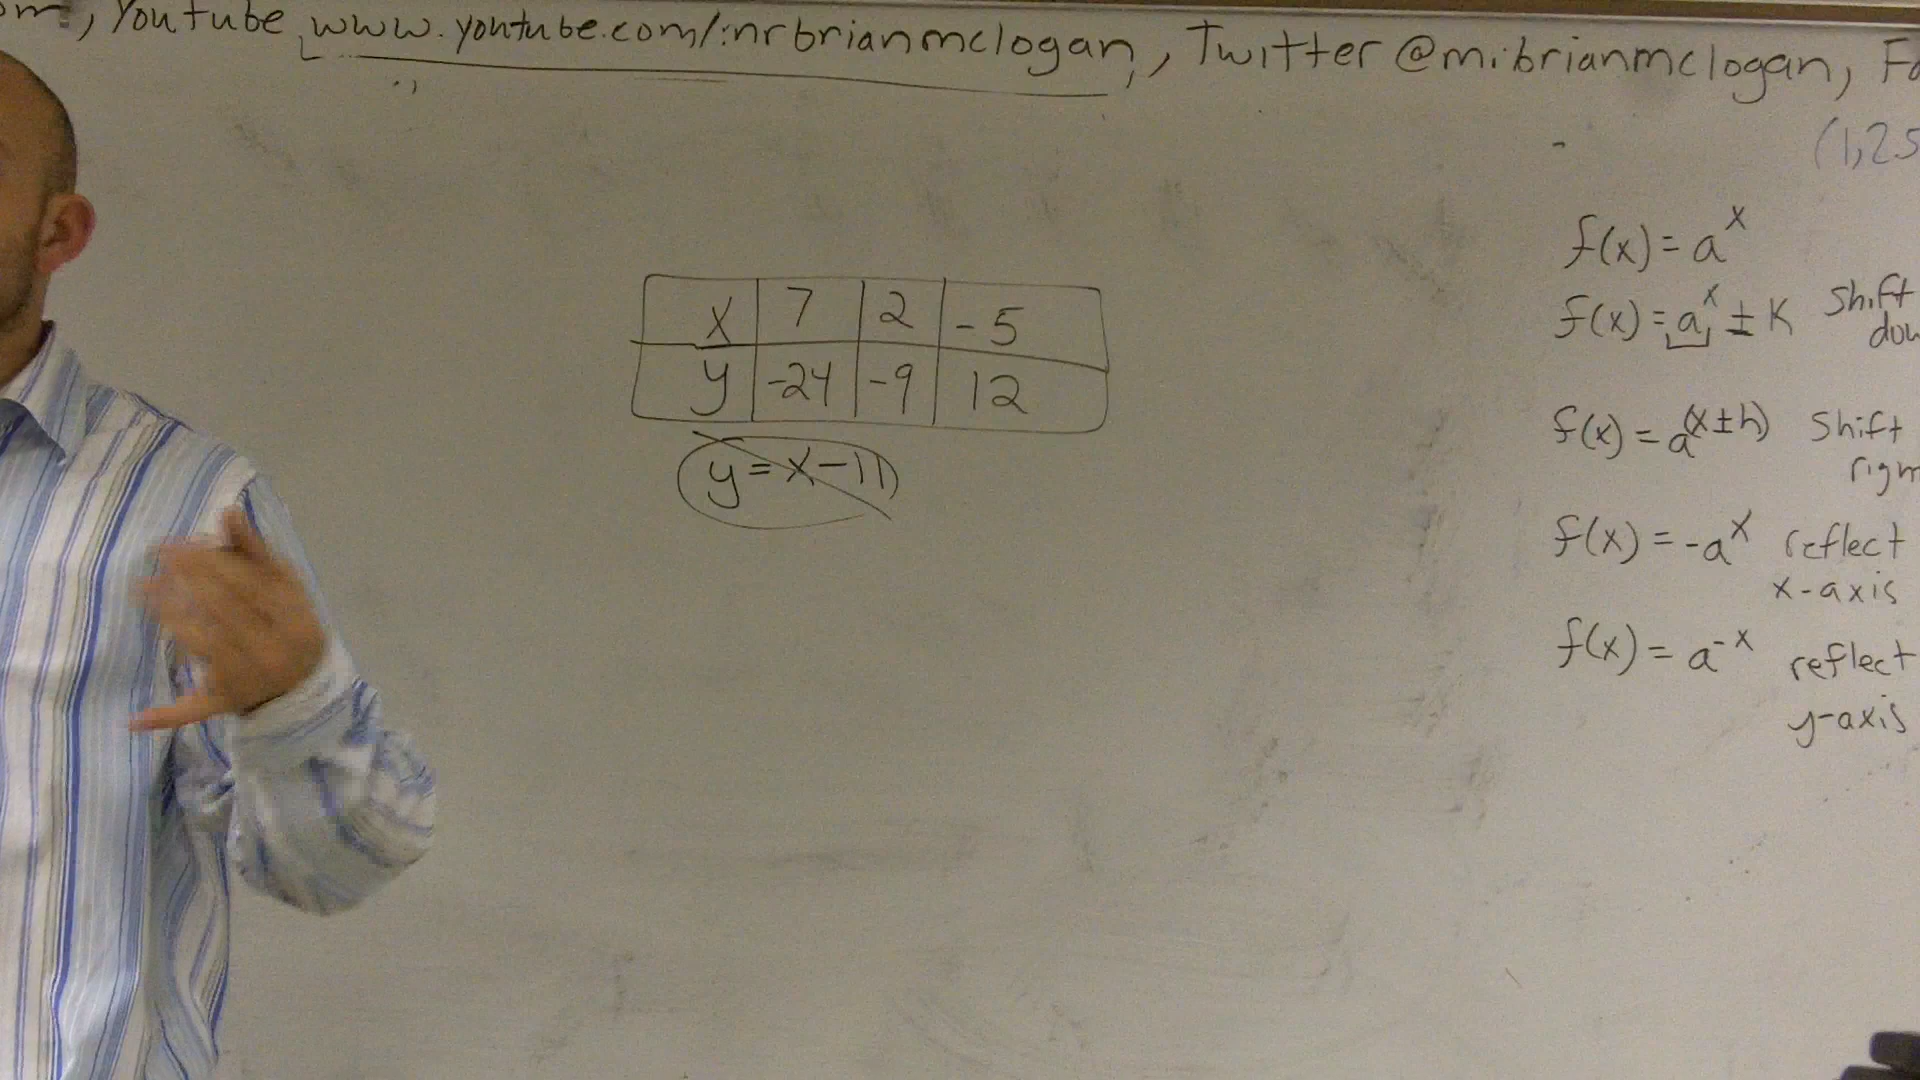 , YouTube www.youtube.com/mrbrianmclogan, Twitter @mrbrianmclogan, Fa
(1,2.5
x 7 2 -5
y -24 -9 12
y = x - 11
f(x) = a^x
f(x) = a^x ± K Shift
dow
f(x) = a^(x±h) Shift
righ
f(x) = -a^x reflect
x-axis
f(x) = a^-x reflect
y-axis